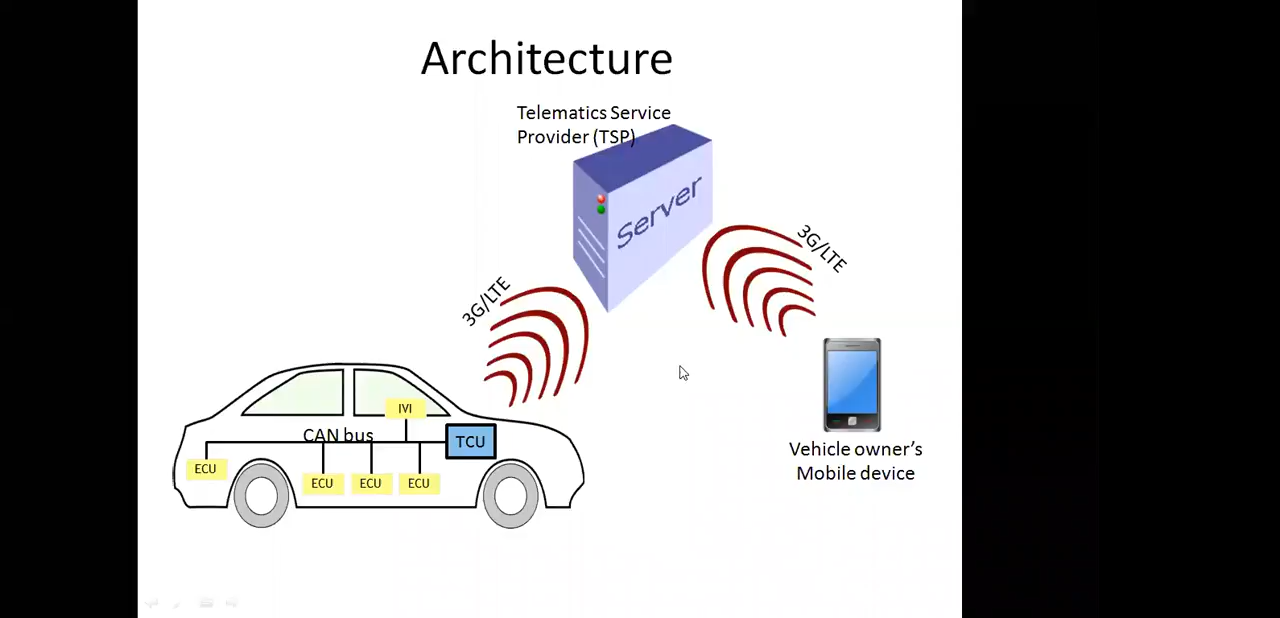 Architecture
Telematics Service
Provider (TSP)
Server
3G/LTE
3G/LTE
IVI
CAN bus
TCU
ECU
ECU
ECU
ECU
Vehicle owner’s
Mobile device